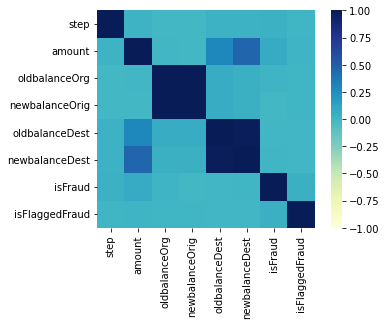 step
amount
oldbalanceOrg
newbalanceOrig
oldbalanceDest
newbalanceDest
isFraud
isFlaggedFraud
step
amount
oldbalanceOrg
newbalanceOrig
oldbalanceDest
newbalanceDest
isFraud
isFlaggedFraud
1.00
0.75
0.50
0.25
0.00
−0.25
−0.50
−0.75
−1.00